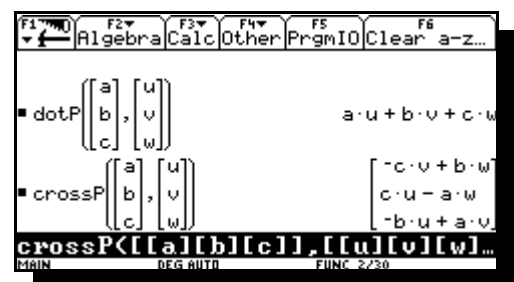 F1 F2▼ F3▼ F4▼ F5 F6
▼ Algebra Calc Other PrgmIO Clear a-z…
▪ dotP([a] [u]) a·u + b·v + c·w
[b], [v]
[c] [w]
▪ crossP([a] [u]) [⁻c·v + b·w]
[b], [v] [c·u − a·w]
[c] [w] [⁻b·u + a·v]
crossP([[a][b][c]],[[u][v][w]…
MAIN DEG AUTO FUNC 2/30